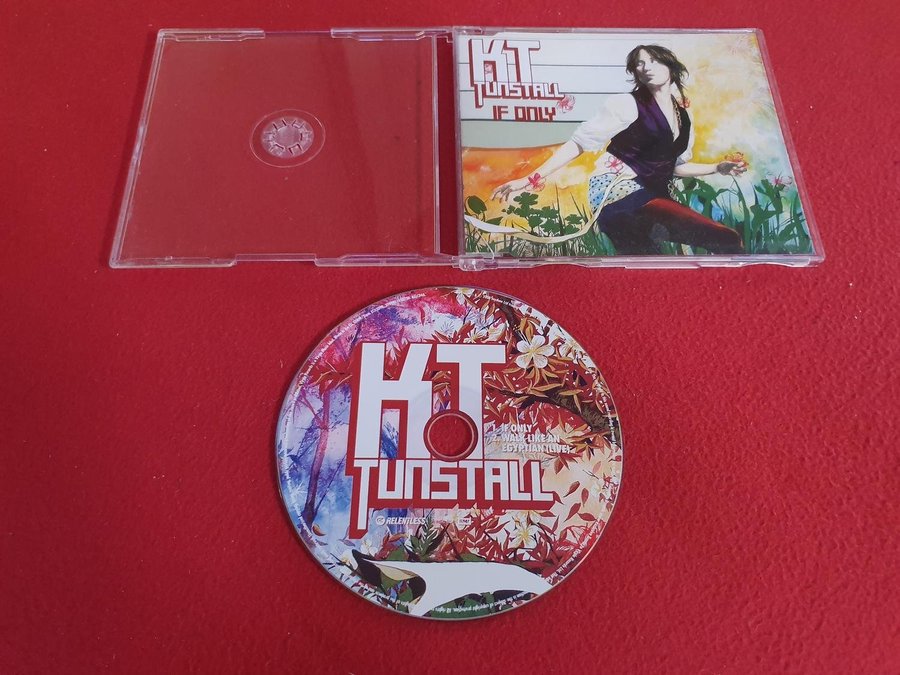 KT
TUNSTALL
IF ONLY
KT
TUNSTALL
1. IF ONLY
2. WALK LIKE AN
EGYPTIAN (LIVE)
RELENTLESS